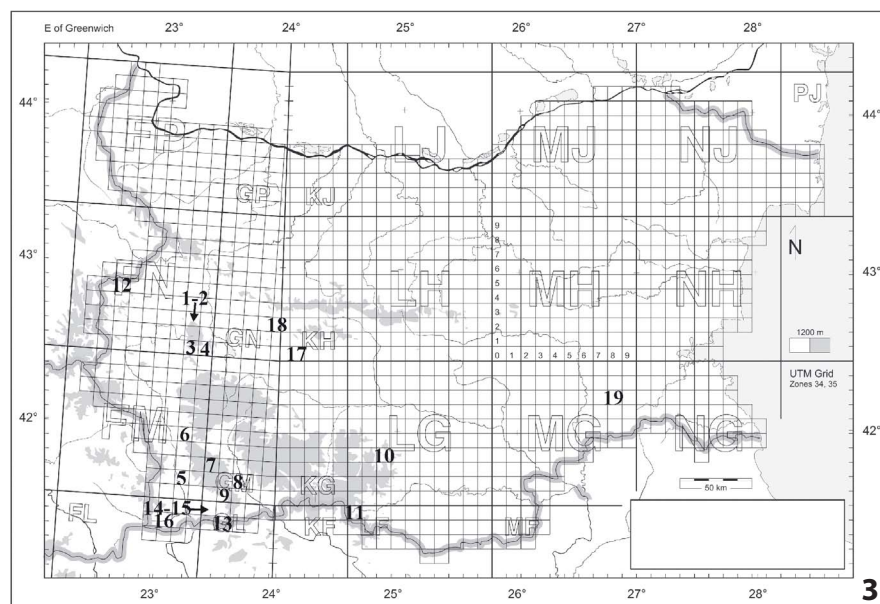 E of Greenwich 23° 24° 25° 26° 27° 28°
44° 44°
43° 43°
42° 42°
PJ
FP LJ MJ NJ
GP KJ
N
12 FN LH MH NH
1-2
9
8
7
6
5
4
3
2
1
0 1 2 3 4 5 6 7 8 9
18
3 4 GN KH
17
1200 m
UTM Grid
Zones 34, 35
19
FM LG MG NG
6
10
7
5 8 GM KG
9
50 km
14-15 11
FL 16 13 KF LF MF
23° 24° 25° 26° 27° 28°
3